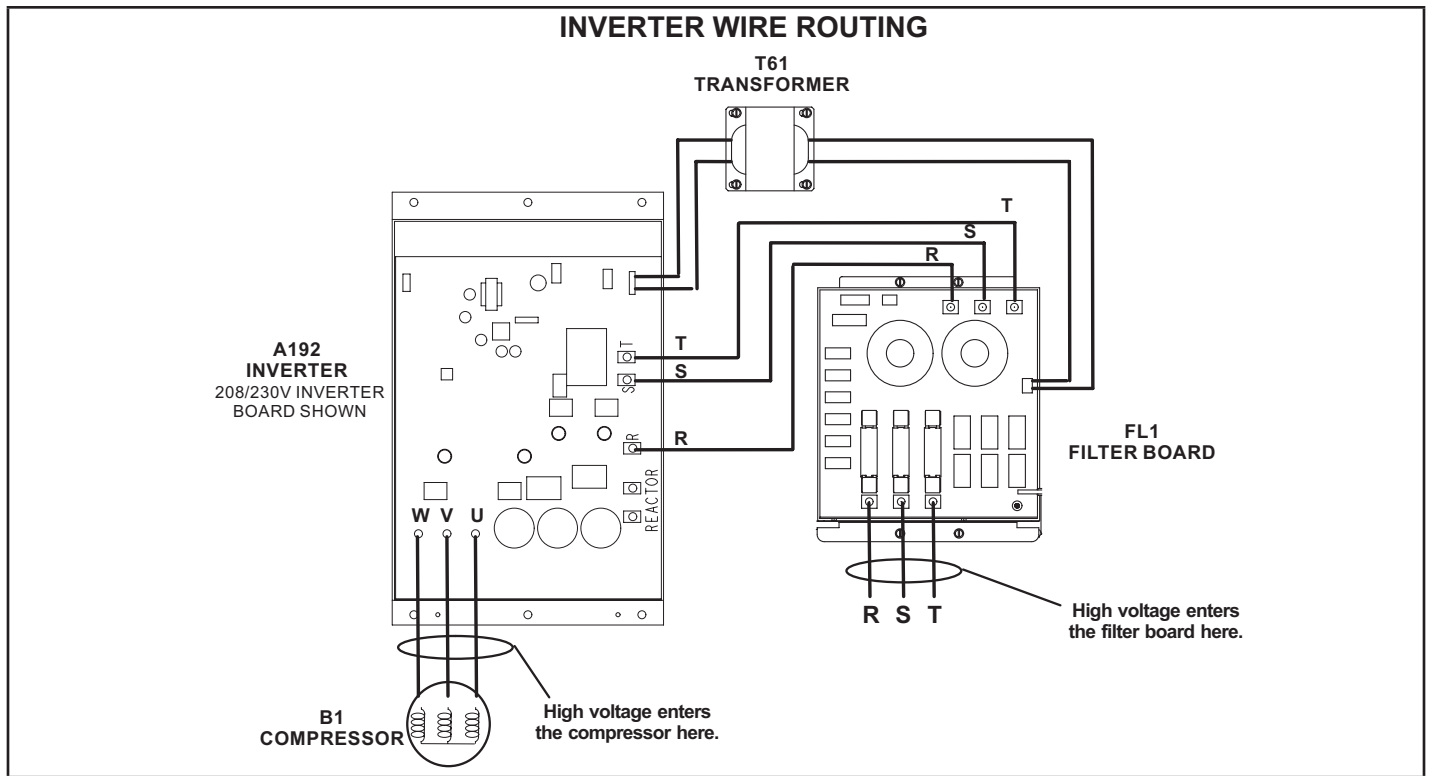 INVERTER WIRE ROUTING
T61
TRANSFORMER
T
S
R
A192
INVERTER
208/230V INVERTER
BOARD SHOWN
T
T
S
S
R
R
REACTOR
W V U
FL1
FILTER BOARD
R S T
High voltage enters
the filter board here.
High voltage enters
the compressor here.
B1
COMPRESSOR